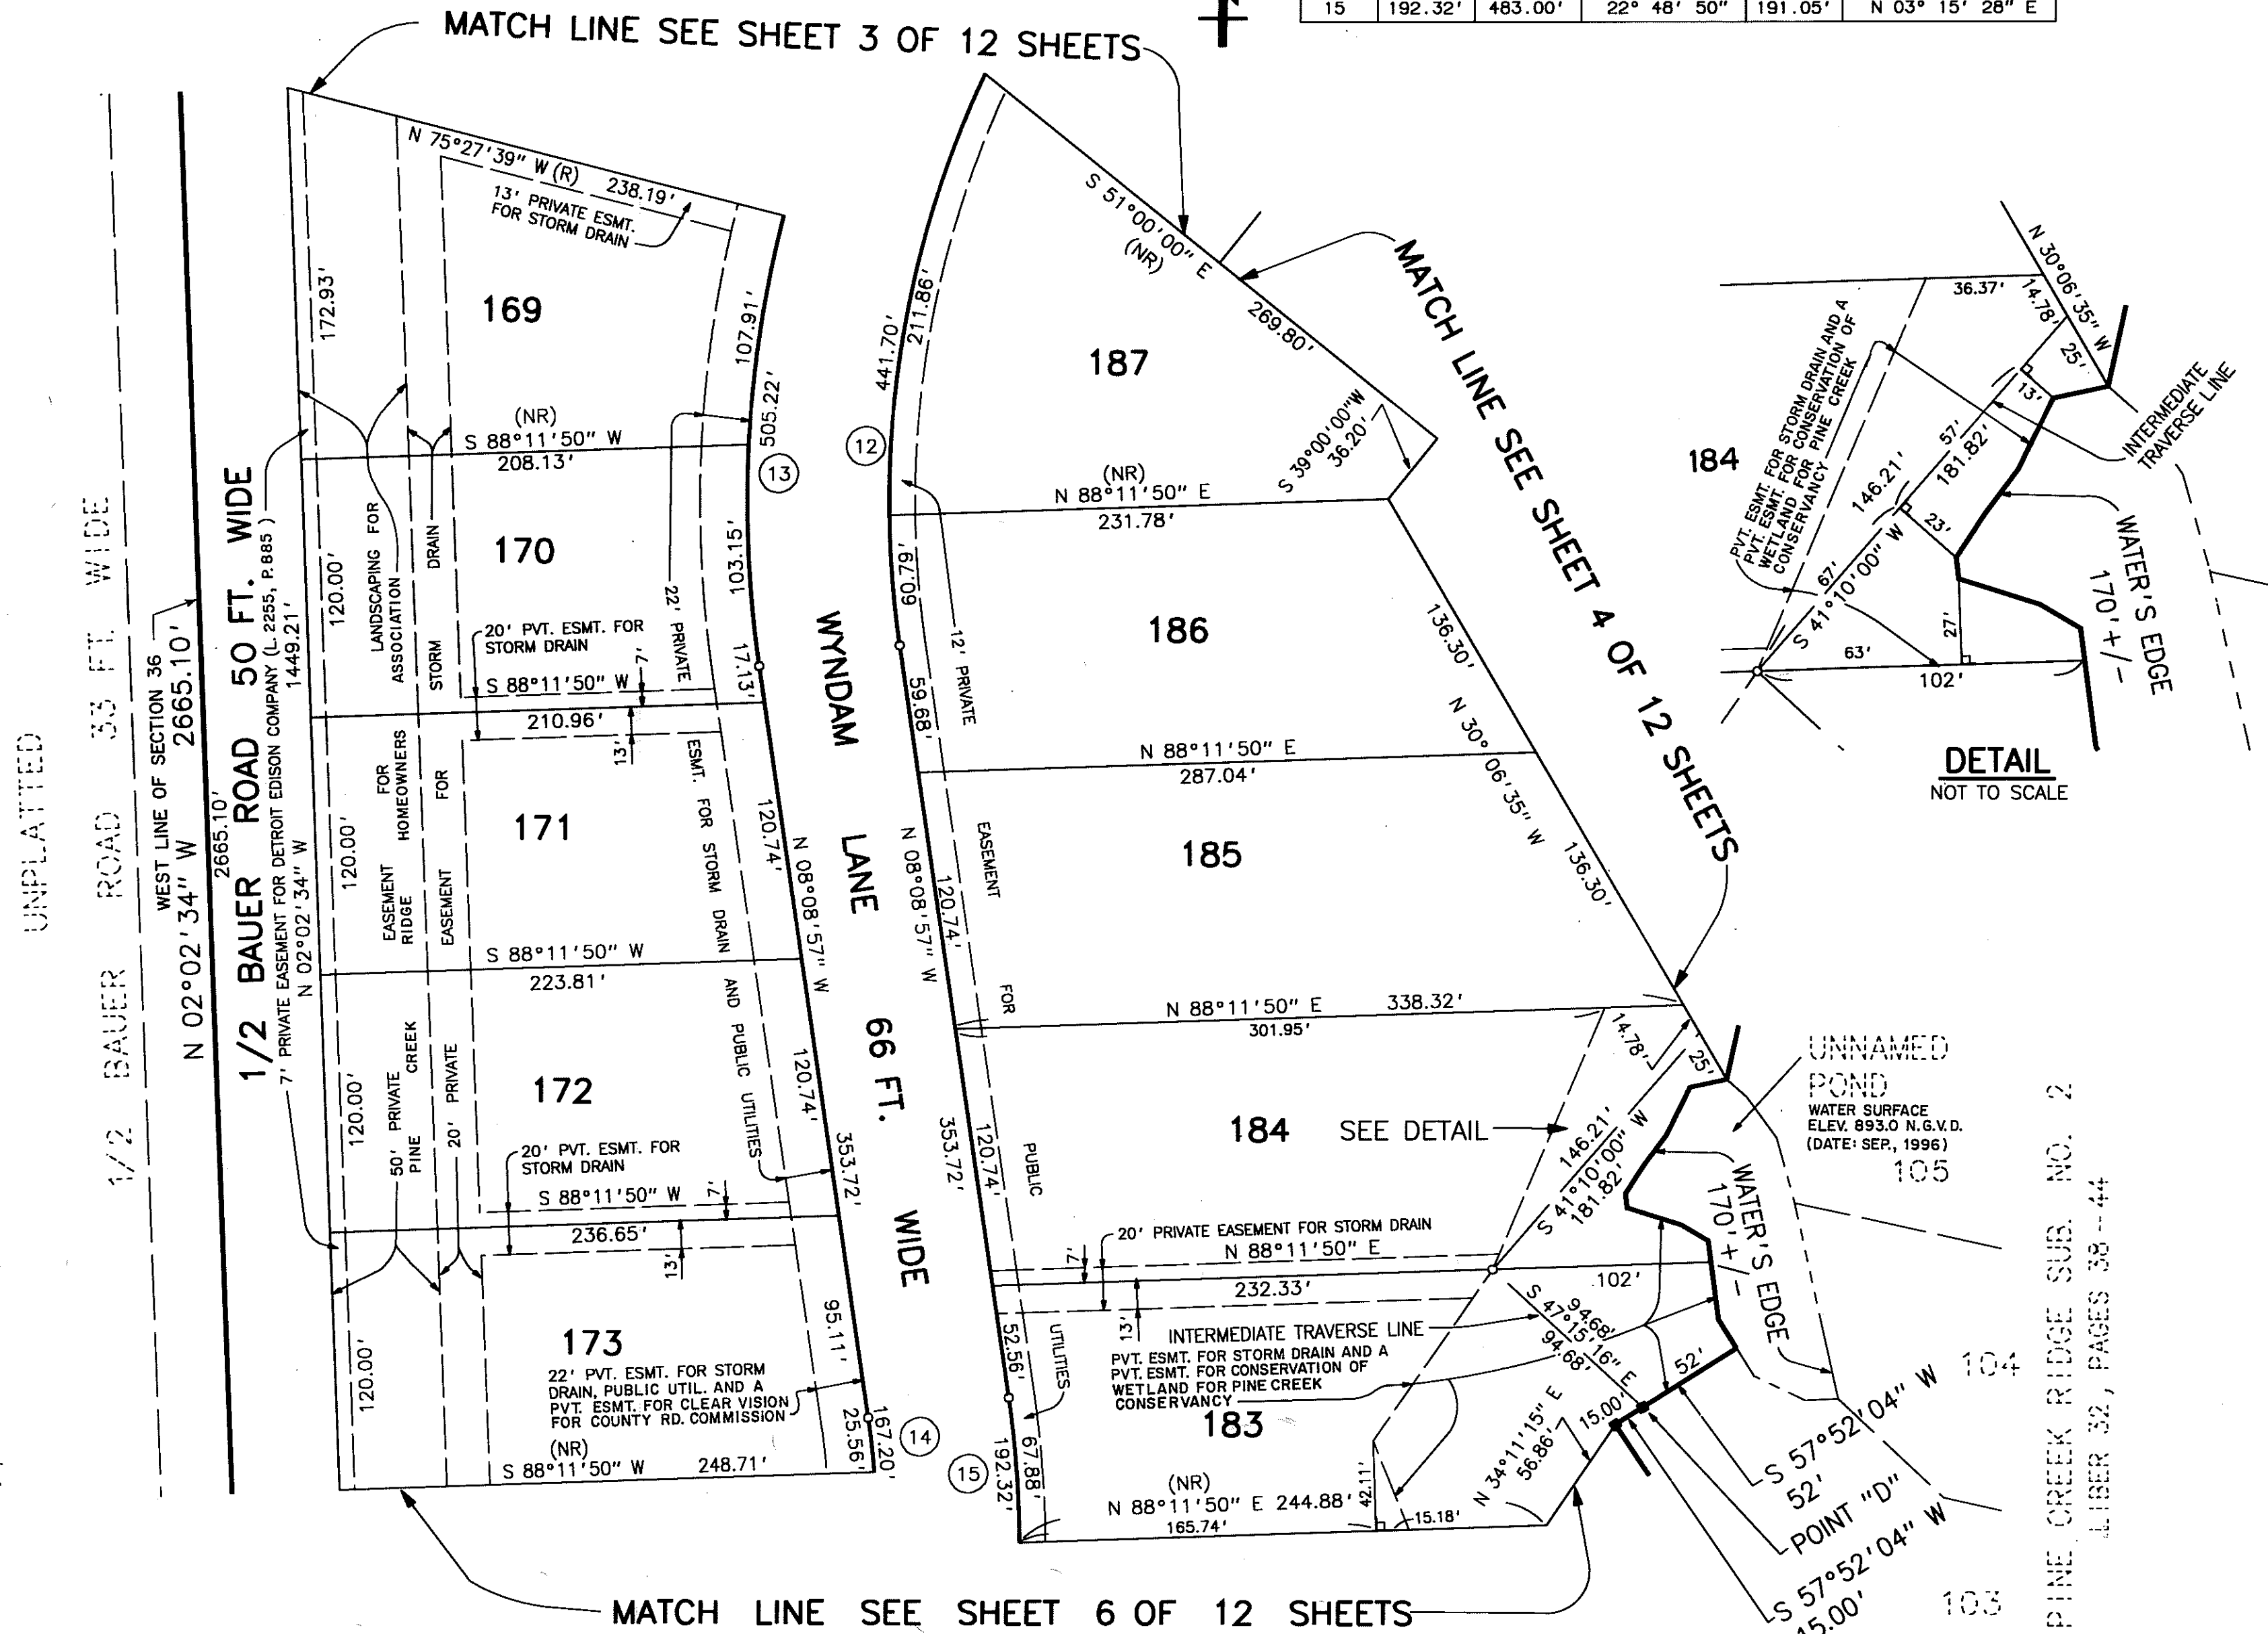 15 192.32' 483.00' 22° 48' 50" 191.05' N 03° 15' 28" E
MATCH LINE SEE SHEET 3 OF 12 SHEETS
UNPLATTED
1/2 BAUER ROAD 33 FT. WIDE
WEST LINE OF SECTION 36
N 02°02'34" W 2665.10'
2665.10'
1/2 BAUER ROAD 50 FT. WIDE
7' PRIVATE EASEMENT FOR DETROIT EDISON COMPANY (L. 2255, P.885 )
N 02°02'34" W 1449.21'
N 75°27'39" W (R) 238.19'
13' PRIVATE ESMT.
FOR STORM DRAIN
172.93'
169
107.91'
505.22'
(NR)
S 88°11'50" W
208.13'
13
120.00'
LANDSCAPING FOR
ASSOCIATION
STORM DRAIN
170
103.15'
22' PRIVATE
20' PVT. ESMT. FOR
STORM DRAIN
7'
17.13'
S 88°11'50" W
210.96'
13'
120.00'
EASEMENT FOR
RIDGE HOMEOWNERS
EASEMENT FOR
171
ESMT. FOR STORM DRAIN
120.74'
N 08°08'57" W
S 88°11'50" W
223.81'
AND PUBLIC UTILITIES
120.00'
50' PRIVATE
PINE CREEK
20' PRIVATE
172
120.74'
353.72'
20' PVT. ESMT. FOR
STORM DRAIN
S 88°11'50" W
7'
236.65'
13'
120.00'
173
95.11'
22' PVT. ESMT. FOR STORM
DRAIN, PUBLIC UTIL. AND A
PVT. ESMT. FOR CLEAR VISION
FOR COUNTY RD. COMMISSION
(NR)
S 88°11'50" W 248.71'
25.56'
167.20'
14
WYNDAM LANE 66 FT. WIDE
S 51°00'00" E
(NR)
269.80'
441.70'
211.86'
187
12
S 39°00'00"W
36.20'
(NR)
N 88°11'50" E
231.78'
60.79'
12' PRIVATE
186
136.30'
59.68'
N 88°11'50" E
287.04'
N 30° 06'35" W
EASEMENT
N 08°08'57" W
120.74'
185
136.30'
FOR
N 88°11'50" E 338.32'
301.95'
14.78'
25'
MATCH LINE SEE SHEET 4 OF 12 SHEETS
353.72'
120.74'
PUBLIC
184 SEE DETAIL
146.21'
S 41°10'00" W
181.82'
20' PRIVATE EASEMENT FOR STORM DRAIN
7'
N 88°11'50" E
232.33'
102'
13'
52.56'
UTILITIES
INTERMEDIATE TRAVERSE LINE
94.68'
S 47°15'16" E
94.68'
PVT. ESMT. FOR STORM DRAIN AND A
PVT. ESMT. FOR CONSERVATION OF
WETLAND FOR PINE CREEK
CONSERVANCY
52'
15.00'
183
15
192.32'
67.88'
(NR)
N 88°11'50" E 244.88'
165.74'
42.11'
15.18'
N 34°11'15" E
56.86'
UNNAMED
POND
WATER SURFACE
ELEV. 893.0 N.G.V.D.
(DATE: SEP., 1996)
105
WATER'S EDGE
170'+/-
104
S 57°52'04" W
52'
POINT "D"
S 57°52'04" W
15.00'
103
PINE CREEK RIDGE SUB. NO. 2
LIBER 32, PAGES 38-44
N 30°06'35" W
36.37'
14.78'
25'
PVT. ESMT. FOR STORM DRAIN AND A
PVT. ESMT. FOR CONSERVATION OF
WETLAND FOR PINE CREEK
CONSERVANCY
184
13'
57'
181.82'
146.21'
23'
67'
S 41°10'00" W
27'
63'
102'
INTERMEDIATE
TRAVERSE LINE
WATER'S EDGE
170'+/-
DETAIL
NOT TO SCALE
MATCH LINE SEE SHEET 6 OF 12 SHEETS